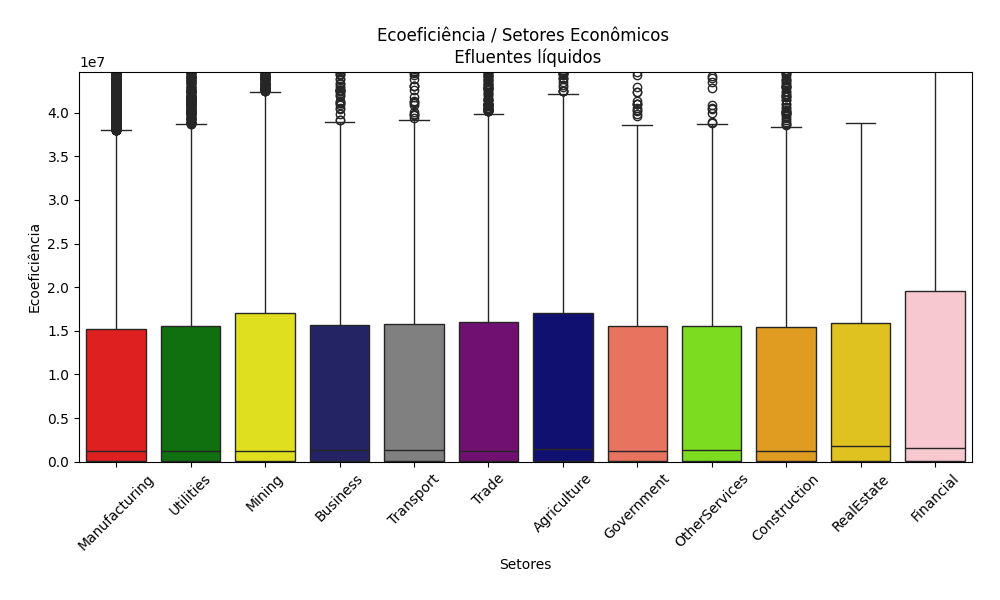 Ecoeficiência / Setores Econômicos
Efluentes líquidos
1e7
4.0
3.5
3.0
2.5
2.0
1.5
1.0
0.5
0.0
Ecoeficiência
Manufacturing
Utilities
Mining
Business
Transport
Trade
Agriculture
Government
OtherServices
Construction
RealEstate
Financial
Setores